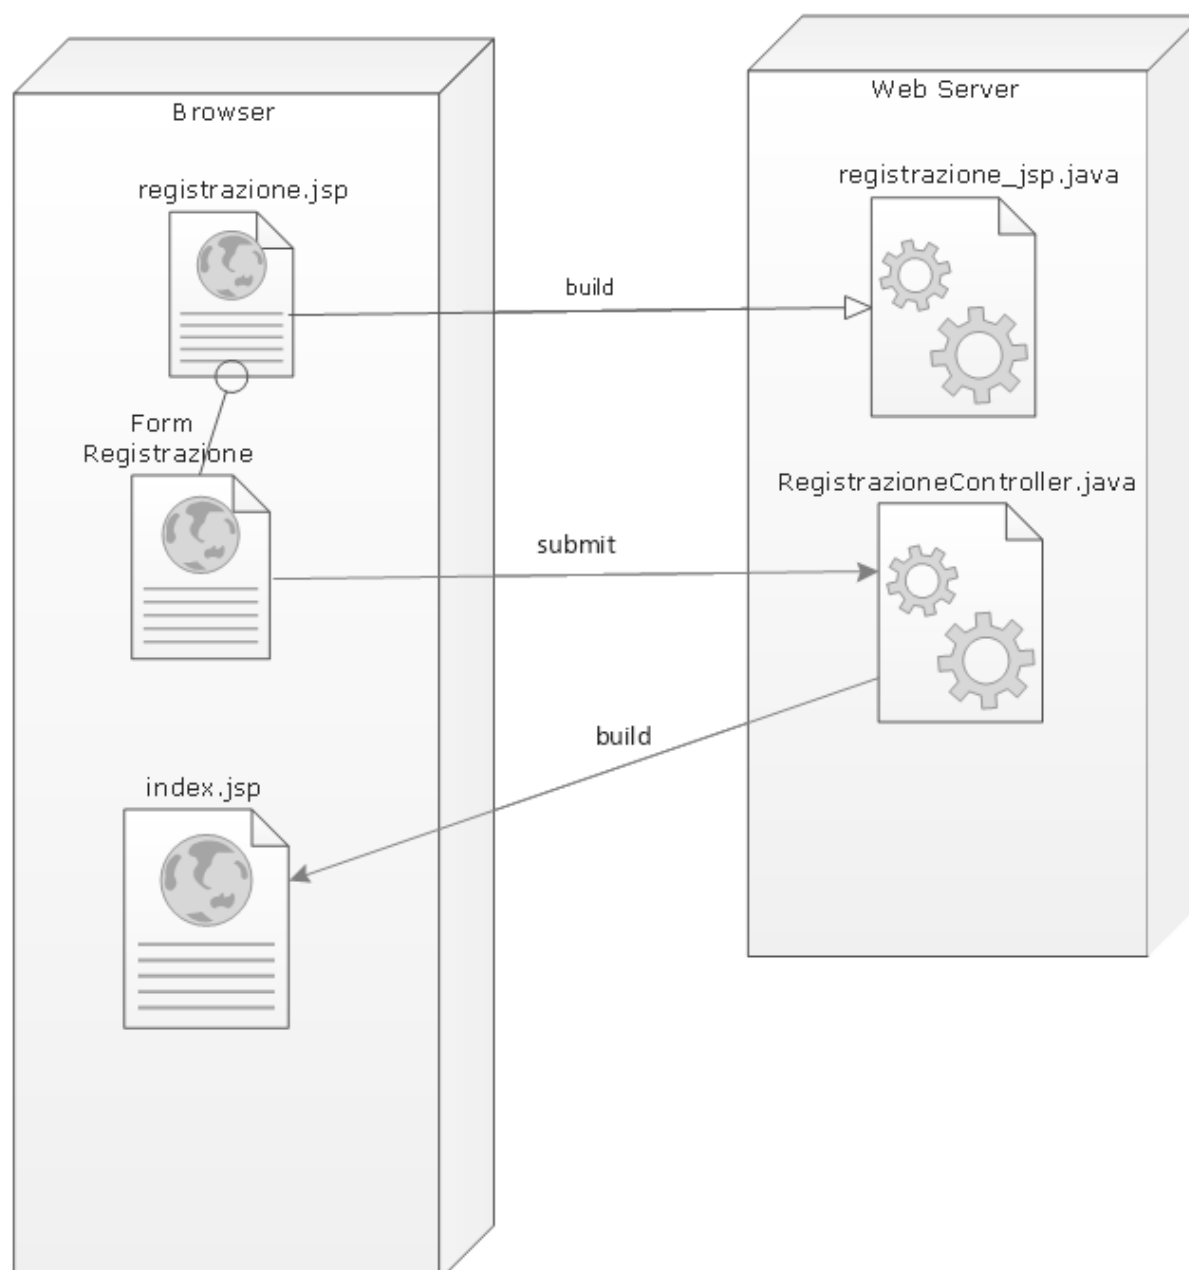 Browser
Web Server
registrazione.jsp
registrazione_jsp.java
build
Form
Registrazione
RegistrazioneController.java
submit
build
index.jsp